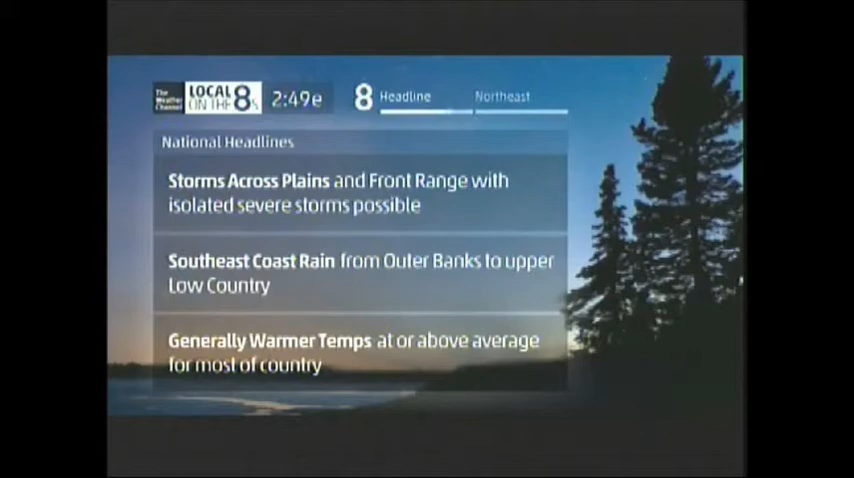 The Weather Channel
LOCAL ON THE 8s
2:49e
8
Headline
Northeast
National Headlines
Storms Across Plains and Front Range with
isolated severe storms possible
Southeast Coast Rain from Outer Banks to upper
Low Country
Generally Warmer Temps at or above average
for most of country